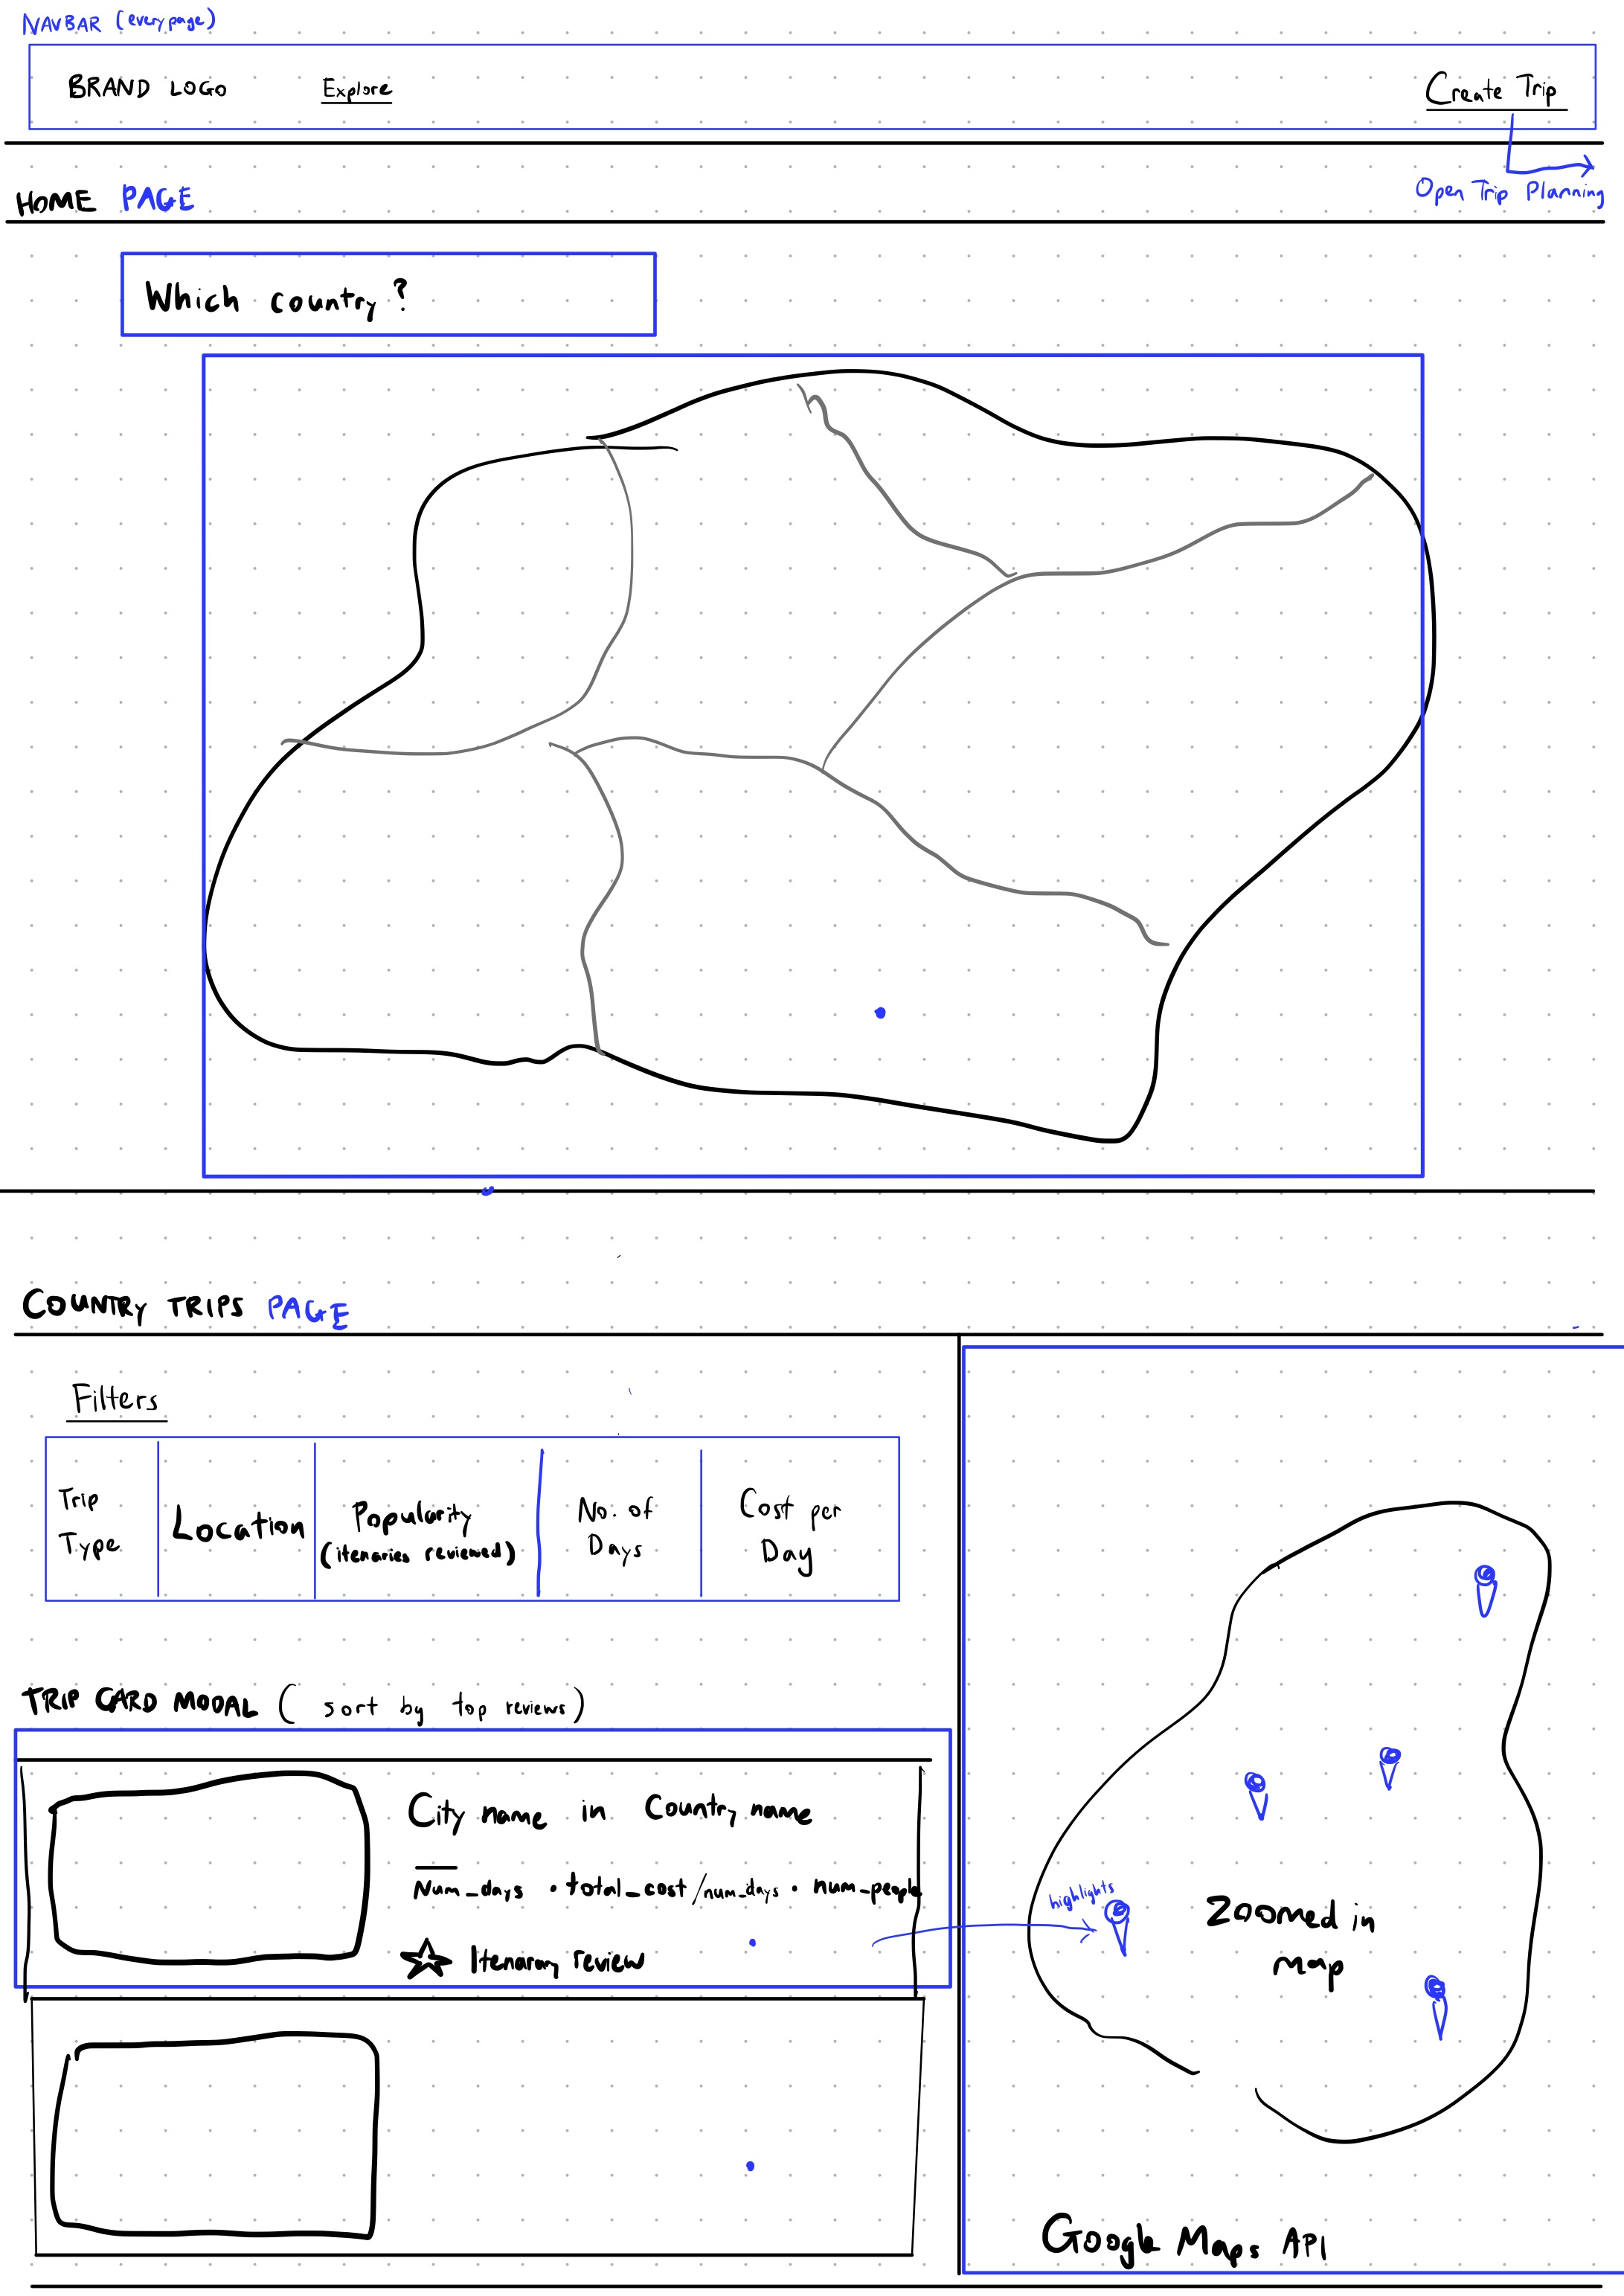 NAVBAR (every page)
BRAND LOGO Explore Create Trip
Open Trip Planning
HOME PAGE
Which country?
COUNTRY TRIPS PAGE
Filters
Trip Type
Location
Popularity
(itenaries reviewed)
No. of Days
Cost per Day
TRIP CARD MODAL ( sort by top reviews)
City name in Country name
Num_days · total_cost/num_days · num_people
Itenarary review
highlights
Zoomed in
map
Google Maps API